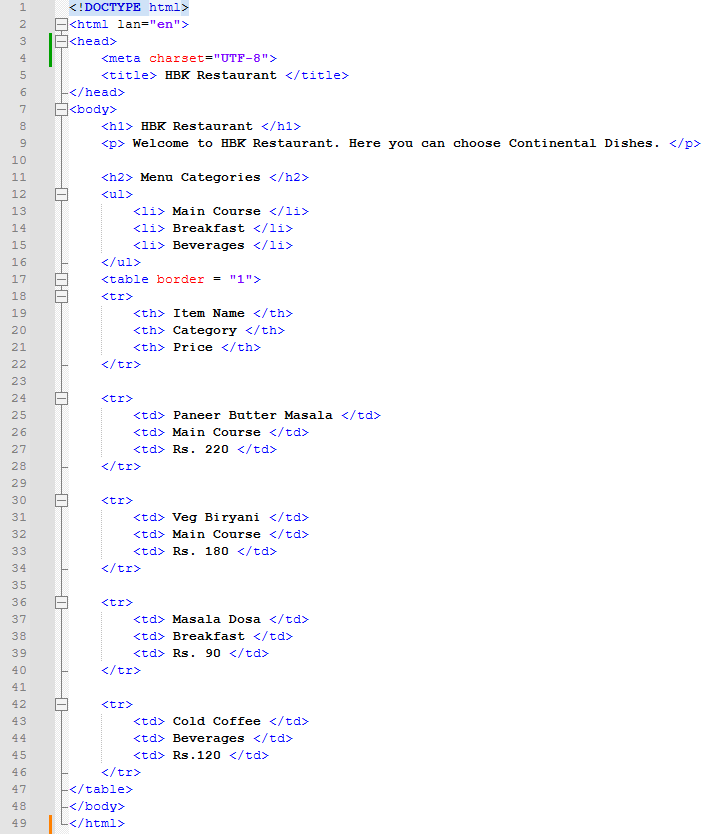 1 <!DOCTYPE html>
2 <html lan="en">
3 <head>
4     <meta charset="UTF-8">
5     <title> HBK Restaurant </title>
6 </head>
7 <body>
8     <h1> HBK Restaurant </h1>
9     <p> Welcome to HBK Restaurant. Here you can choose Continental Dishes. </p>
10
11     <h2> Menu Categories </h2>
12     <ul>
13         <li> Main Course </li>
14         <li> Breakfast </li>
15         <li> Beverages </li>
16     </ul>
17     <table border = "1">
18     <tr>
19         <th> Item Name </th>
20         <th> Category </th>
21         <th> Price </th>
22     </tr>
23
24     <tr>
25         <td> Paneer Butter Masala </td>
26         <td> Main Course </td>
27         <td> Rs. 220 </td>
28     </tr>
29
30     <tr>
31         <td> Veg Biryani </td>
32         <td> Main Course </td>
33         <td> Rs. 180 </td>
34     </tr>
35
36     <tr>
37         <td> Masala Dosa </td>
38         <td> Breakfast </td>
39         <td> Rs. 90 </td>
40     </tr>
41
42     <tr>
43         <td> Cold Coffee </td>
44         <td> Beverages </td>
45         <td> Rs.120 </td>
46     </tr>
47 </table>
48 </body>
49 </html>